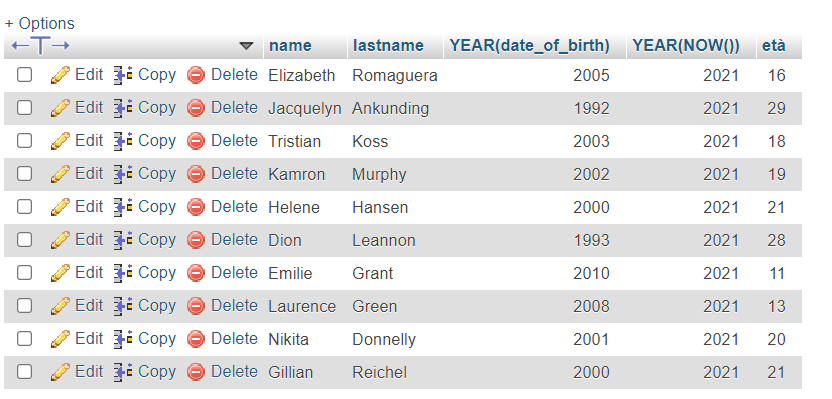 + Options
←T→ name lastname YEAR(date_of_birth) YEAR(NOW()) età
Edit Copy Delete Elizabeth Romaguera 2005 2021 16
Edit Copy Delete Jacquelyn Ankunding 1992 2021 29
Edit Copy Delete Tristian Koss 2003 2021 18
Edit Copy Delete Kamron Murphy 2002 2021 19
Edit Copy Delete Helene Hansen 2000 2021 21
Edit Copy Delete Dion Leannon 1993 2021 28
Edit Copy Delete Emilie Grant 2010 2021 11
Edit Copy Delete Laurence Green 2008 2021 13
Edit Copy Delete Nikita Donnelly 2001 2021 20
Edit Copy Delete Gillian Reichel 2000 2021 21